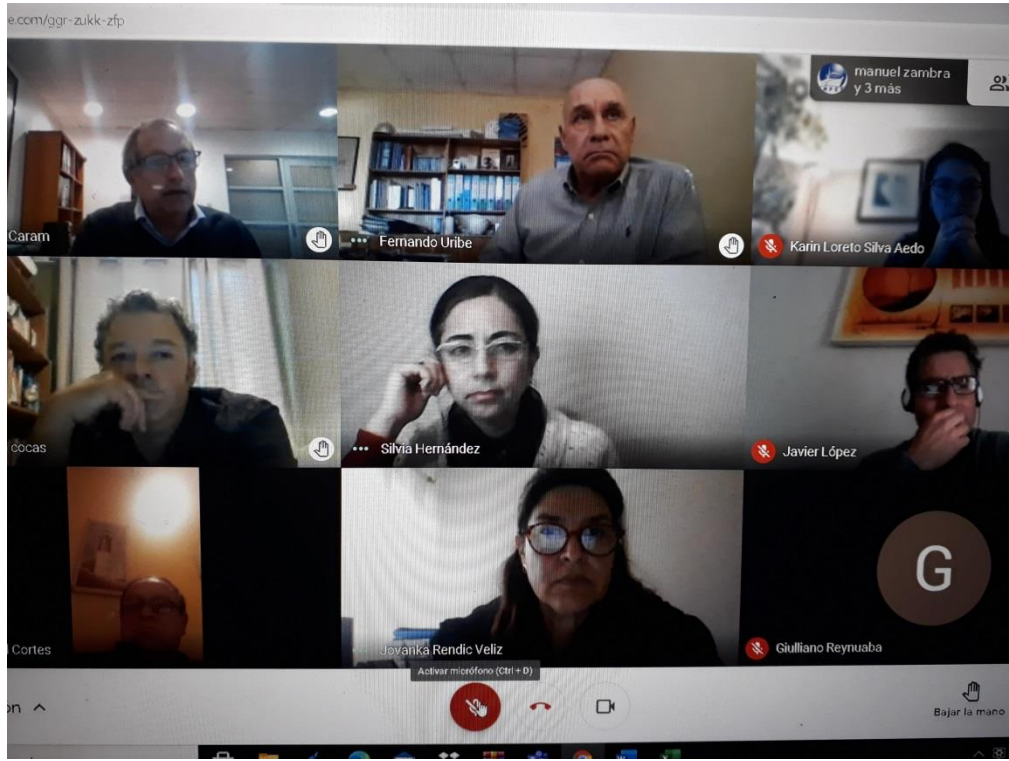 e.com/ggr-zukk-zfp
manuel zambra
y 3 más
Caram
Fernando Uribe
Karin Loreto Silva Aedo
cocas
Silvia Hernández
Javier López
Cortes
Jovanka Rendic Veliz
G
Giulliano Reynuaba
Activar micrófono (Ctrl + D)
ón
Bajar la mano